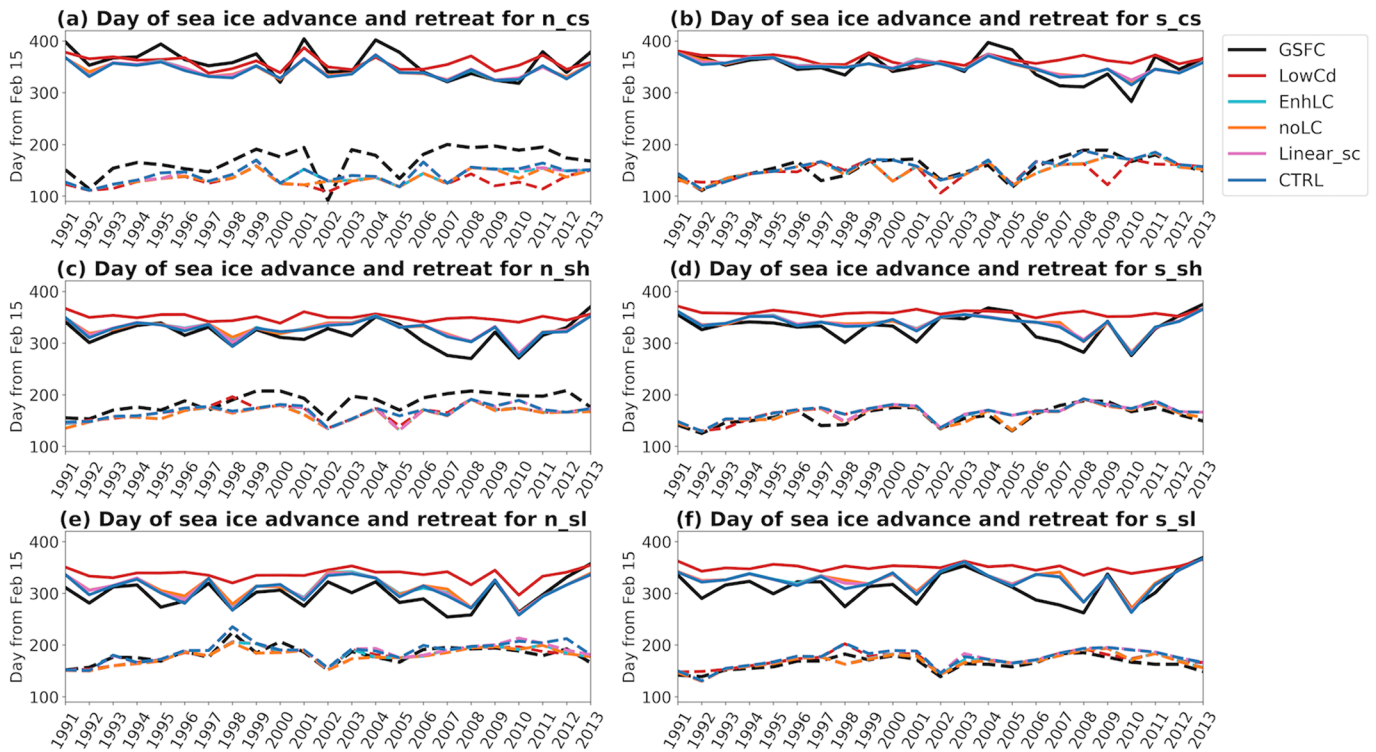 (a) Day of sea ice advance and retreat for n_cs
400
300
200
100
Day from Feb 15
1991 1992 1993 1994 1995 1996 1997 1998 1999 2000 2001 2002 2003 2004 2005 2006 2007 2008 2009 2010 2011 2012 2013
(b) Day of sea ice advance and retreat for s_cs
400
300
200
100
Day from Feb 15
1991 1992 1993 1994 1995 1996 1997 1998 1999 2000 2001 2002 2003 2004 2005 2006 2007 2008 2009 2010 2011 2012 2013
GSFC
LowCd
EnhLC
noLC
Linear_sc
CTRL
(c) Day of sea ice advance and retreat for n_sh
400
300
200
100
Day from Feb 15
1991 1992 1993 1994 1995 1996 1997 1998 1999 2000 2001 2002 2003 2004 2005 2006 2007 2008 2009 2010 2011 2012 2013
(d) Day of sea ice advance and retreat for s_sh
400
300
200
100
Day from Feb 15
1991 1992 1993 1994 1995 1996 1997 1998 1999 2000 2001 2002 2003 2004 2005 2006 2007 2008 2009 2010 2011 2012 2013
(e) Day of sea ice advance and retreat for n_sl
400
300
200
100
Day from Feb 15
1991 1992 1993 1994 1995 1996 1997 1998 1999 2000 2001 2002 2003 2004 2005 2006 2007 2008 2009 2010 2011 2012 2013
(f) Day of sea ice advance and retreat for s_sl
400
300
200
100
Day from Feb 15
1991 1992 1993 1994 1995 1996 1997 1998 1999 2000 2001 2002 2003 2004 2005 2006 2007 2008 2009 2010 2011 2012 2013